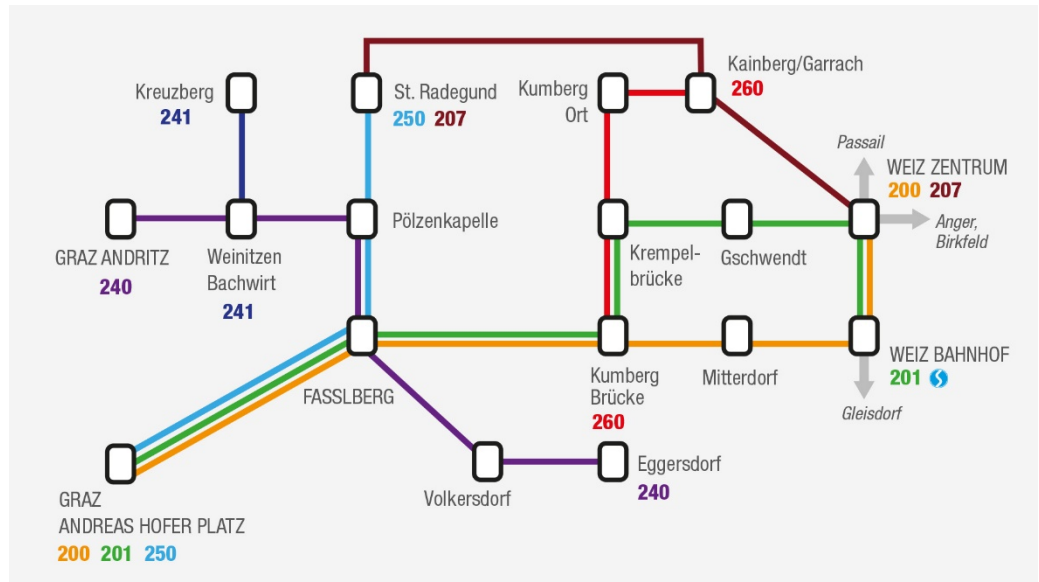 Kreuzberg
241
St. Radegund
250 207
Kumberg
Ort
Kainberg/Garrach
260
Passail
WEIZ ZENTRUM
200 207
Anger,
Birkfeld
GRAZ ANDRITZ
240
Weinitzen
Bachwirt
241
Pölzenkapelle
Krempel-
brücke
Gschwendt
FASSLBERG
Kumberg
Brücke
260
Mitterdorf
WEIZ BAHNHOF
201
Gleisdorf
GRAZ
ANDREAS HOFER PLATZ
200 201 250
Volkersdorf
Eggersdorf
240